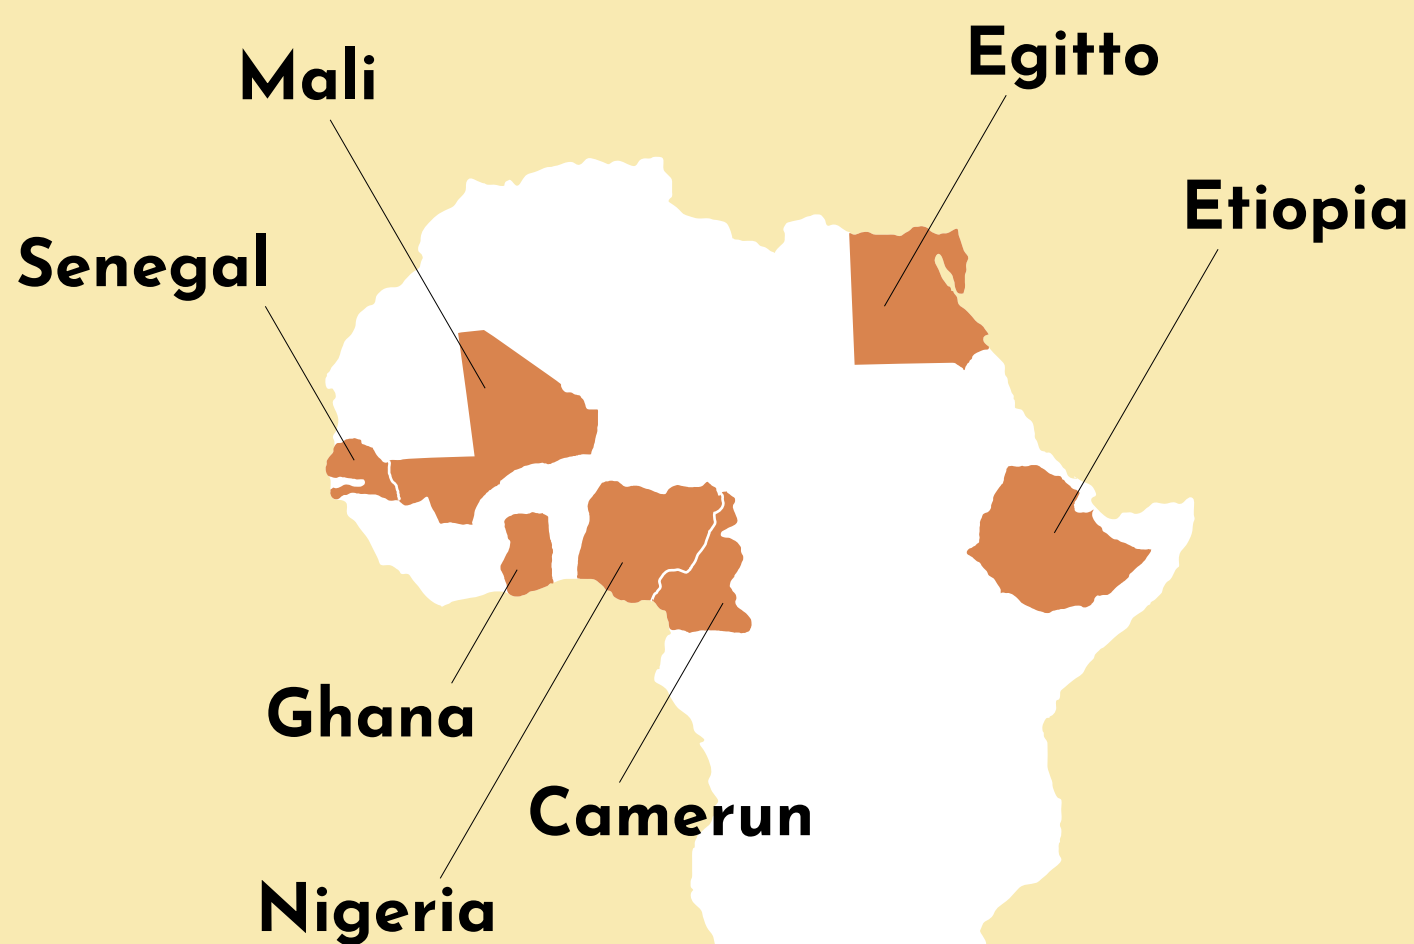 Egitto
Mali
Etiopia
Senegal
Ghana
Camerun
Nigeria